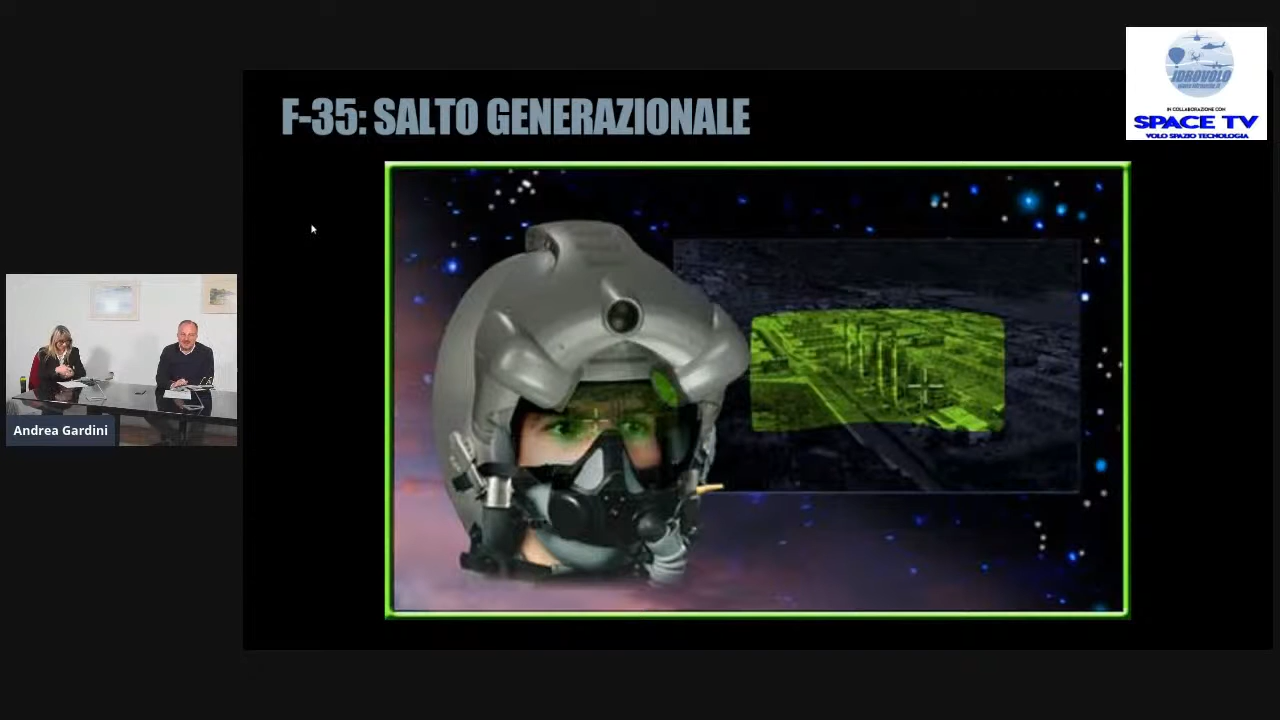 F-35: SALTO GENERAZIONALE
IDROVOLO
IN COLLABORAZIONE CON
SPACE TV
VOLO SPAZIO TECNOLOGIA
Andrea Gardini